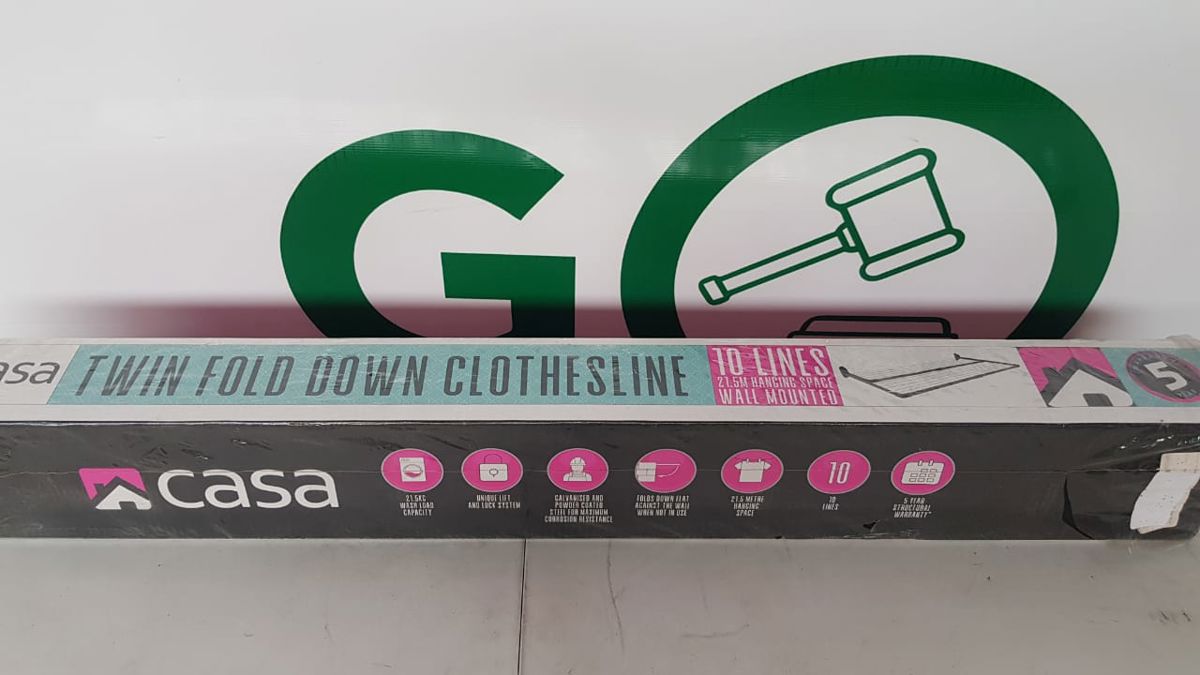 GO
asa
TWIN FOLD DOWN CLOTHESLINE
10 LINES
21.5M HANGING SPACE
WALL MOUNTED
5
casa
21.5KG
WASH LOAD
CAPACITY
UNIQUE LIFT
AND LOCK SYSTEM
GALVANISED AND
POWDER COATED
STEEL FOR MAXIMUM
CORROSION RESISTANCE
FOLDS DOWN FLAT
AGAINST THE WALL
WHEN NOT IN USE
21.5 METRE
HANGING
SPACE
10
10
LINES
5 YEAR
STRUCTURAL
WARRANTY*